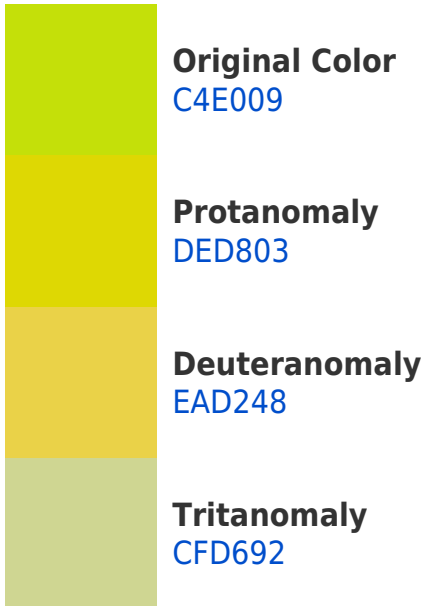 Original Color
C4E009
Protanomaly
DED803
Deuteranomaly
EAD248
Tritanomaly
CFD692